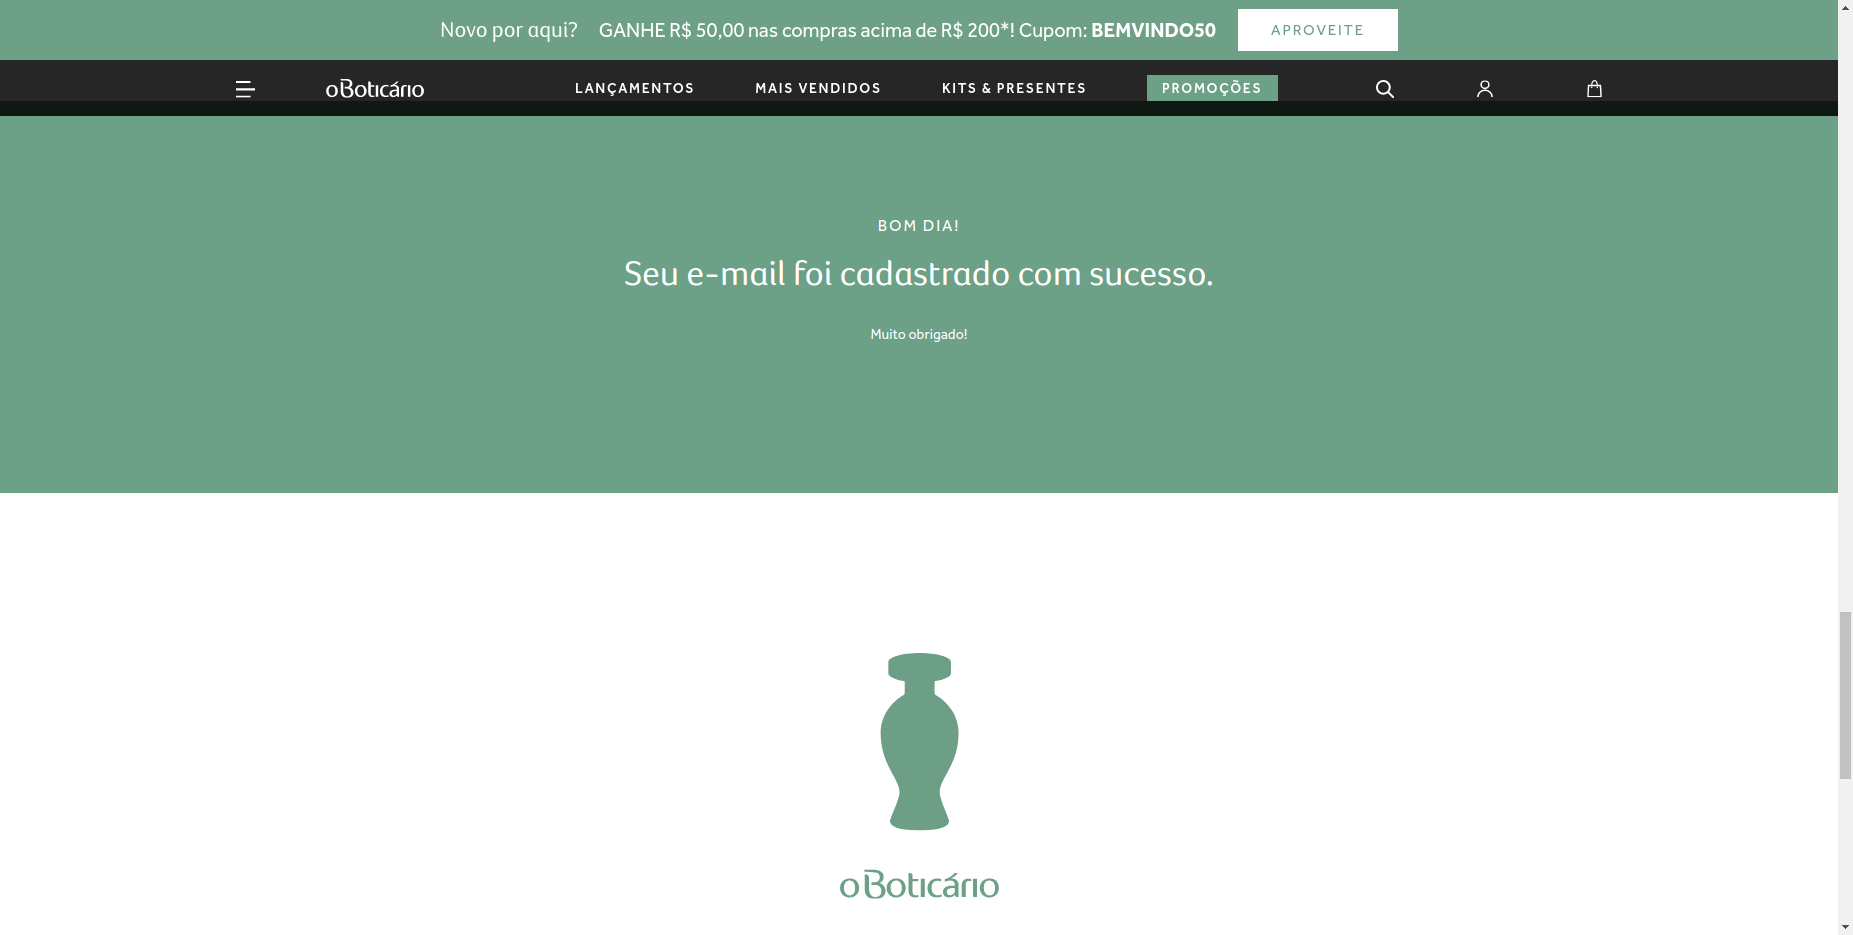 Novo por aqui? GANHE R$ 50,00 nas compras acima de R$ 200*! Cupom: BEMVINDO50 APROVEITE
oBoticário LANÇAMENTOS MAIS VENDIDOS KITS & PRESENTES PROMOÇÕES
BOM DIA!
Seu e-mail foi cadastrado com sucesso.
Muito obrigado!
oBoticário